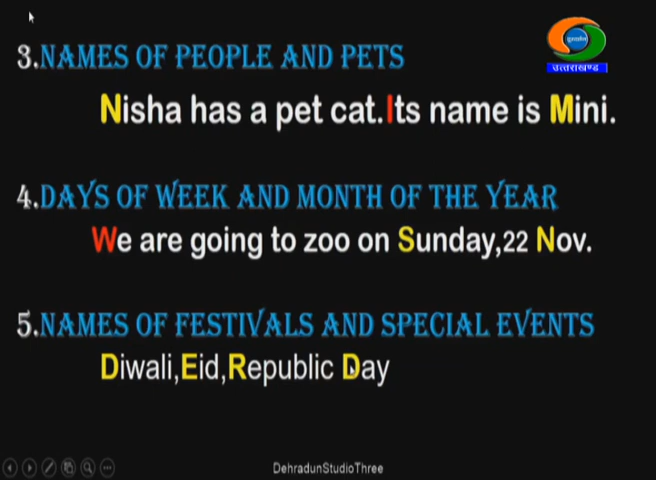 दूरदर्शन
उत्तराखण्ड
3.NAMES OF PEOPLE AND PETS
Nisha has a pet cat.Its name is Mini.
4.DAYS OF WEEK AND MONTH OF THE YEAR
We are going to zoo on Sunday,22 Nov.
5.NAMES OF FESTIVALS AND SPECIAL EVENTS
Diwali,Eid,Republic Day
DehradunStudioThree